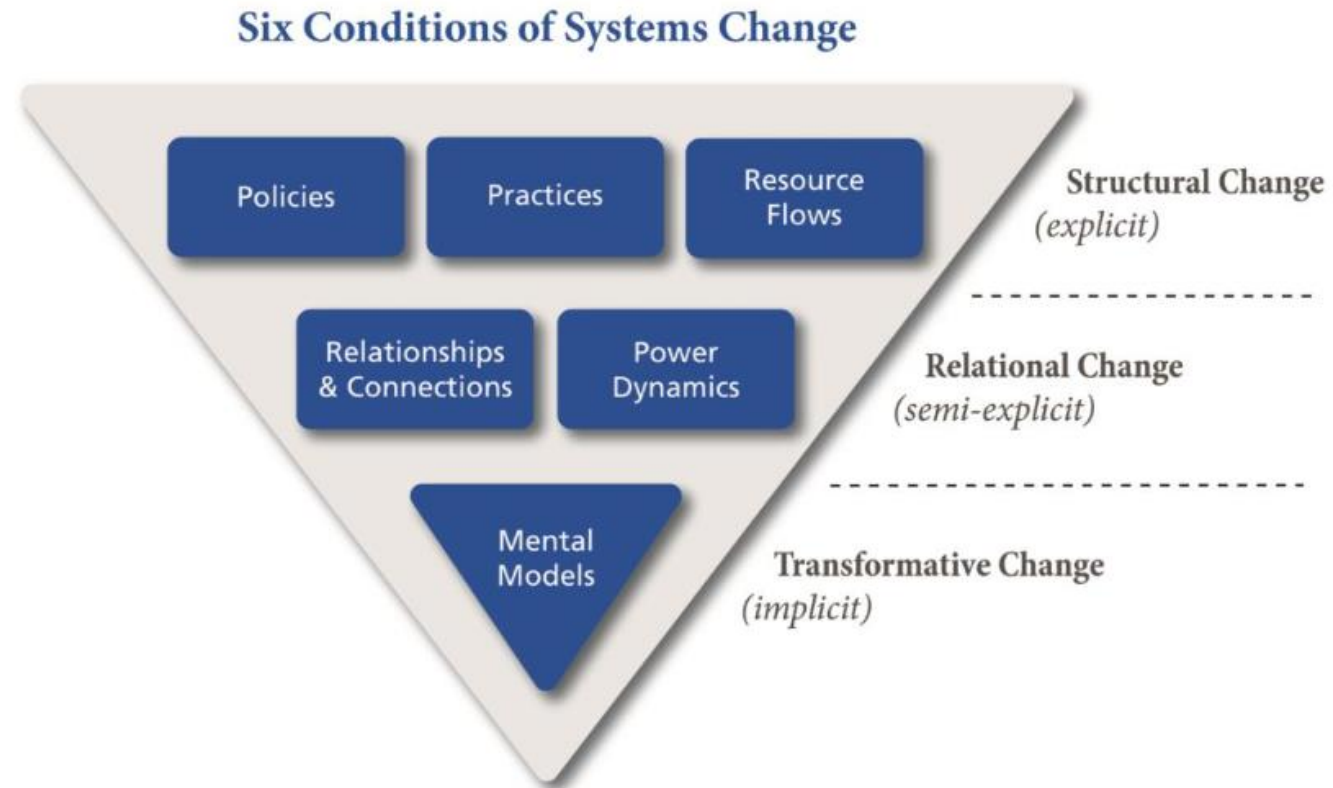 Six Conditions of Systems Change
Policies
Practices
Resource
Flows
Structural Change
(explicit)
Relationships
& Connections
Power
Dynamics
Relational Change
(semi-explicit)
Mental
Models
Transformative Change
(implicit)